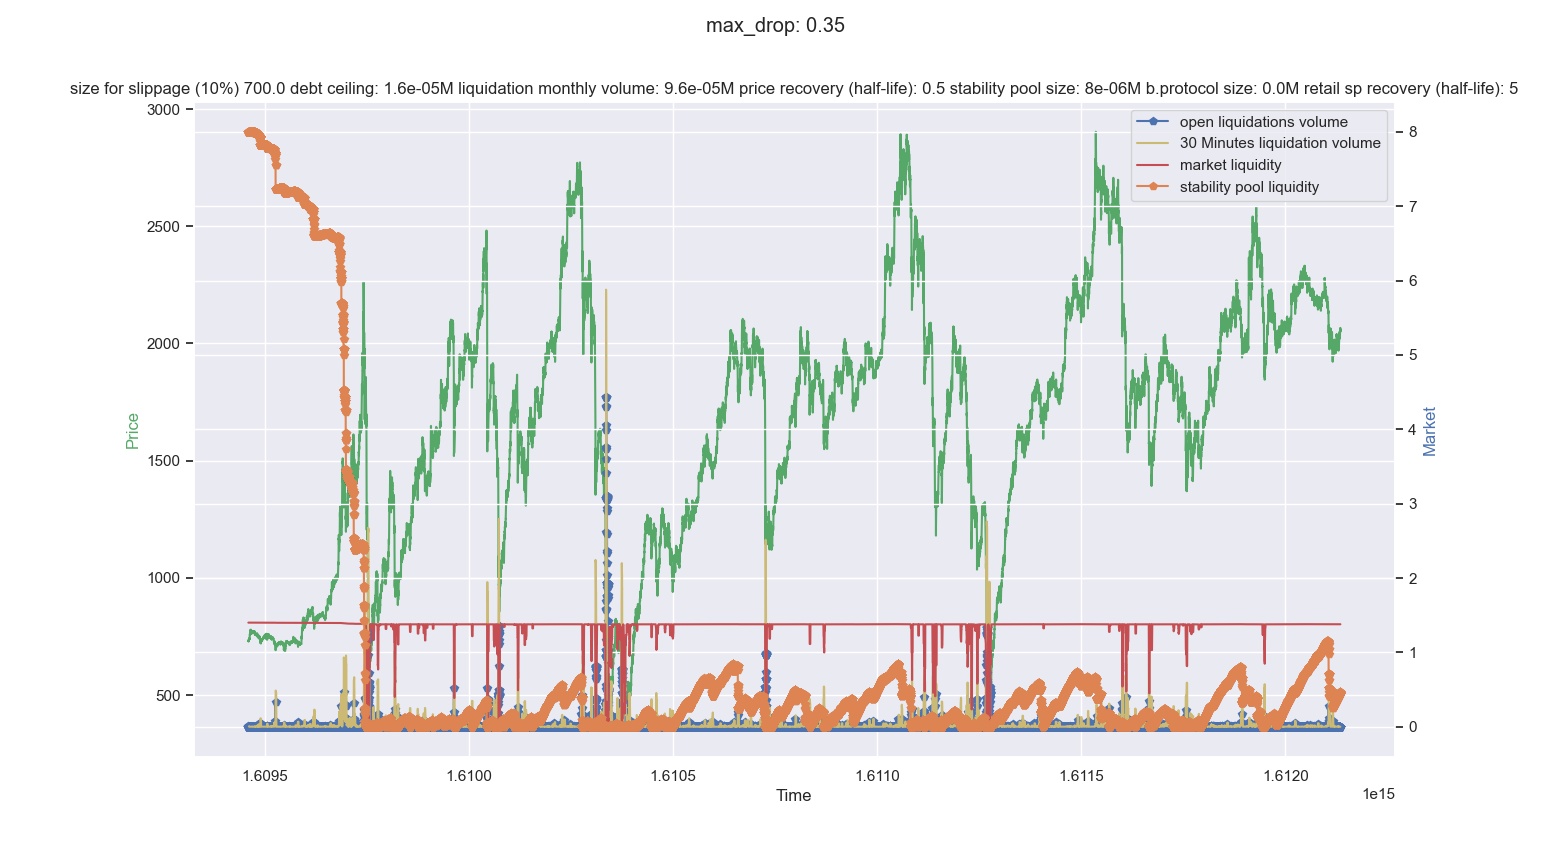 max_drop: 0.35
size for slippage (10%) 700.0 debt ceiling: 1.6e-05M liquidation monthly volume: 9.6e-05M price recovery (half-life): 0.5 stability pool size: 8e-06M b.protocol size: 0.0M retail sp recovery (half-life): 5
open liquidations volume
30 Minutes liquidation volume
market liquidity
stability pool liquidity
3000
2500
2000
1500
1000
500
Price
8
7
6
5
4
3
2
1
0
Market
1.6095 1.6100 1.6105 1.6110 1.6115 1.6120
Time
1e15